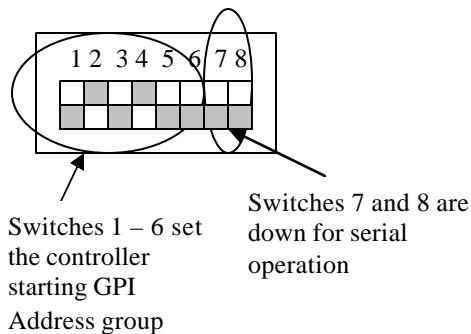 1 2 3 4 5 6 7 8
Switches 1 – 6 set
the controller
starting GPI
Address group
Switches 7 and 8 are
down for serial
operation